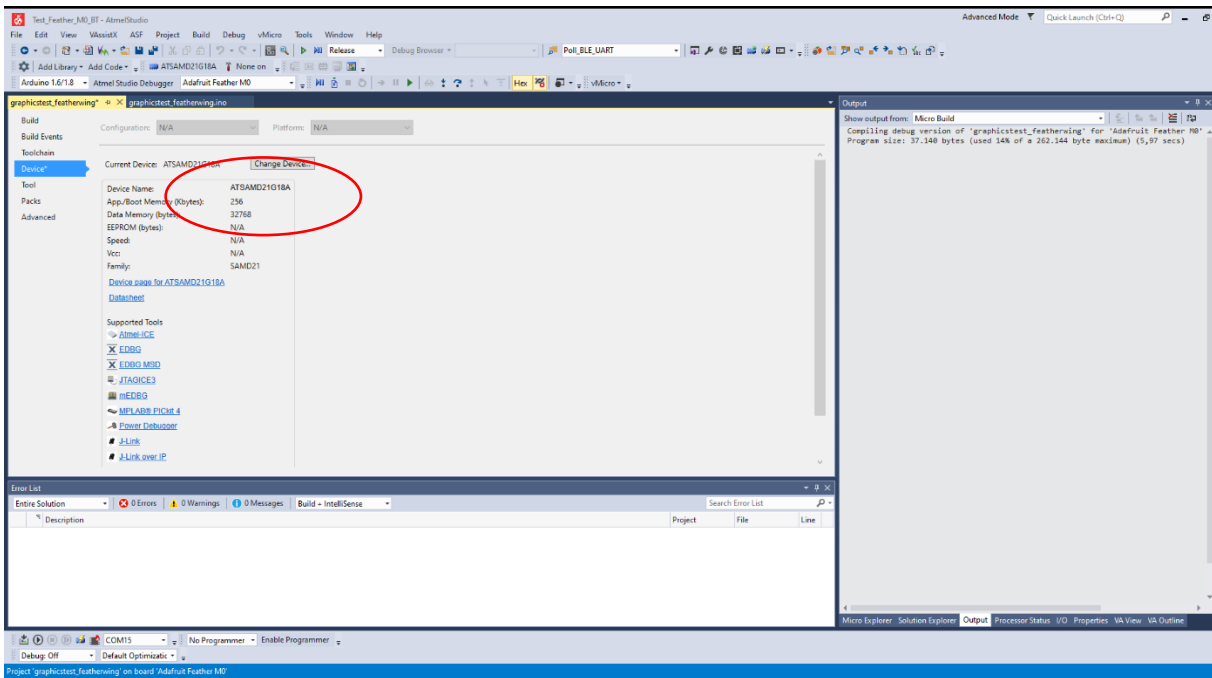 Test_Feather_M0_BT - AtmelStudio
Advanced Mode
Quick Launch (Ctrl+Q)
File Edit View VAssistX ASF Project Build Debug vMicro Tools Window Help
Release Debug Browser Poll_BLE_UART
Add Library Add Code ATSAMD21G18A None on
Arduino 1.6/1.8 Atmel Studio Debugger Adafruit Feather M0 Hex vMicro
graphicstest_featherwing* graphicstest_featherwing.ino
Build
Build Events
Toolchain
Device*
Tool
Packs
Advanced
Configuration: N/A Platform: N/A
Current Device: ATSAMD21G18A Change Device...
Device Name: ATSAMD21G18A
App./Boot Memory (Kbytes): 256
Data Memory (bytes): 32768
EEPROM (bytes): N/A
Speed: N/A
Vcc: N/A
Family: SAMD21
Device page for ATSAMD21G18A
Datasheet
Supported Tools
Atmel-ICE
EDBG
EDBG MSD
JTAGICE3
mEDBG
MPLAB® PICkit 4
Power Debugger
J-Link
J-Link over IP
Output
Show output from: Micro Build
Compiling debug version of 'graphicstest_featherwing' for 'Adafruit Feather M0'
Program size: 37.140 bytes (used 14% of a 262.144 byte maximum) (5,97 secs)
Error List
Entire Solution 0 Errors 0 Warnings 0 Messages Build + IntelliSense Search Error List
Description Project File Line
Micro Explorer Solution Explorer Output Processor Status I/O Properties VA View VA Outline
COM15 No Programmer Enable Programmer
Debug: Off Default Optimizatic
Project 'graphicstest_featherwing' on board 'Adafruit Feather M0'